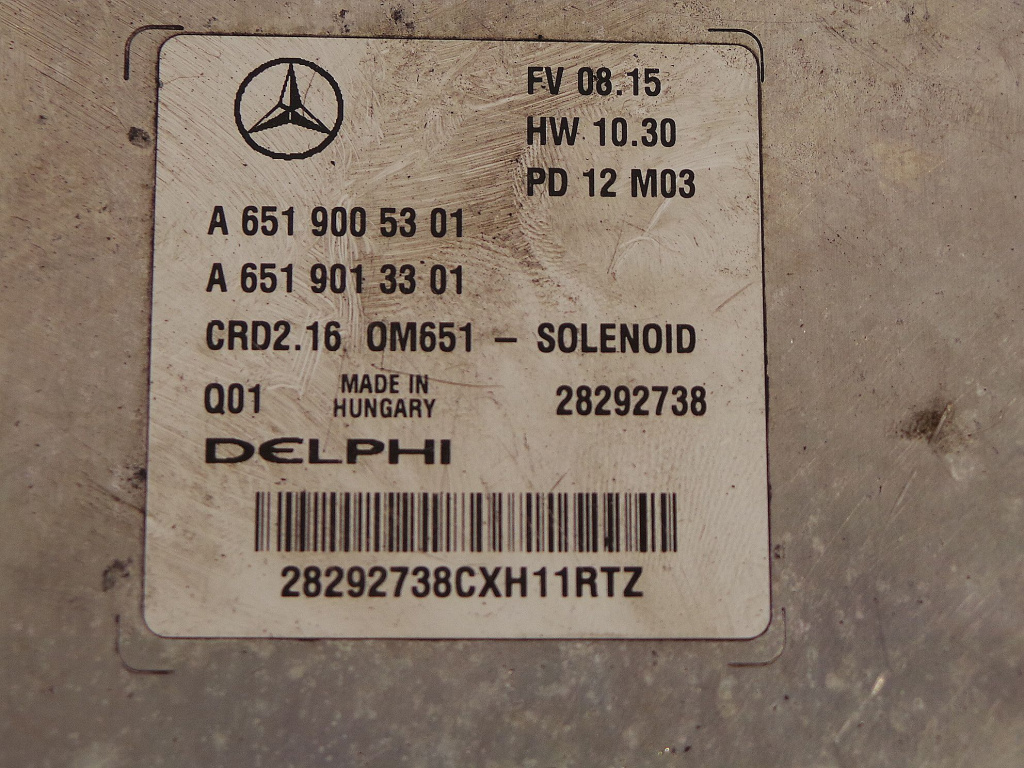 FV 08.15
HW 10.30
PD 12 M03
A 651 900 53 01
A 651 901 33 01
CRD2.16 OM651 – SOLENOID
Q01 MADE IN HUNGARY 28292738
DELPHI
28292738CXH11RTZ